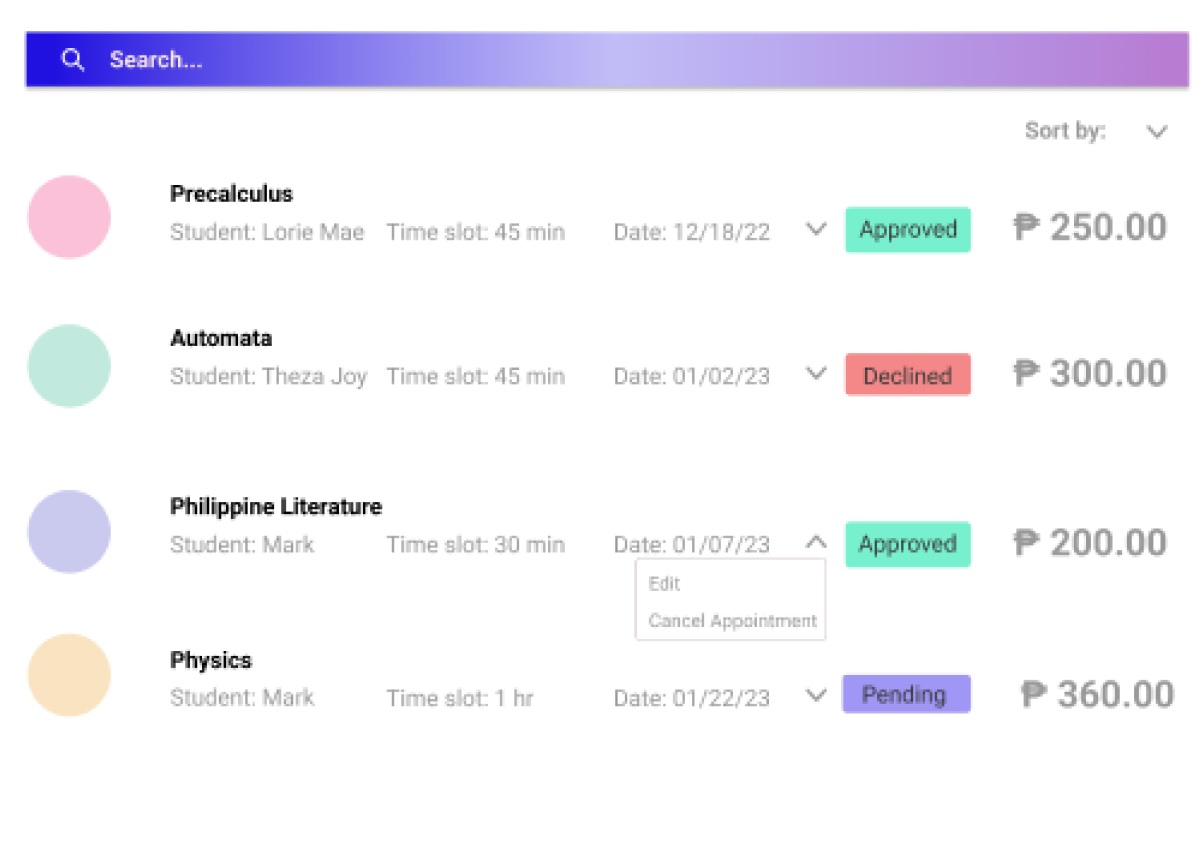 Search...
Sort by:
Precalculus
Student: Lorie Mae Time slot: 45 min Date: 12/18/22 Approved ₱ 250.00
Automata
Student: Theza Joy Time slot: 45 min Date: 01/02/23 Declined ₱ 300.00
Philippine Literature
Student: Mark Time slot: 30 min Date: 01/07/23 Approved ₱ 200.00
Edit
Cancel Appointment
Physics
Student: Mark Time slot: 1 hr Date: 01/22/23 Pending ₱ 360.00